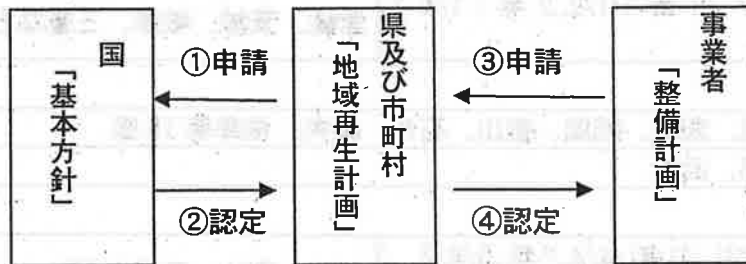 国
「基本方針」
①申請
②認定
県及び市町村
「地域再生計画」
③申請
④認定
事業者
「整備計画」